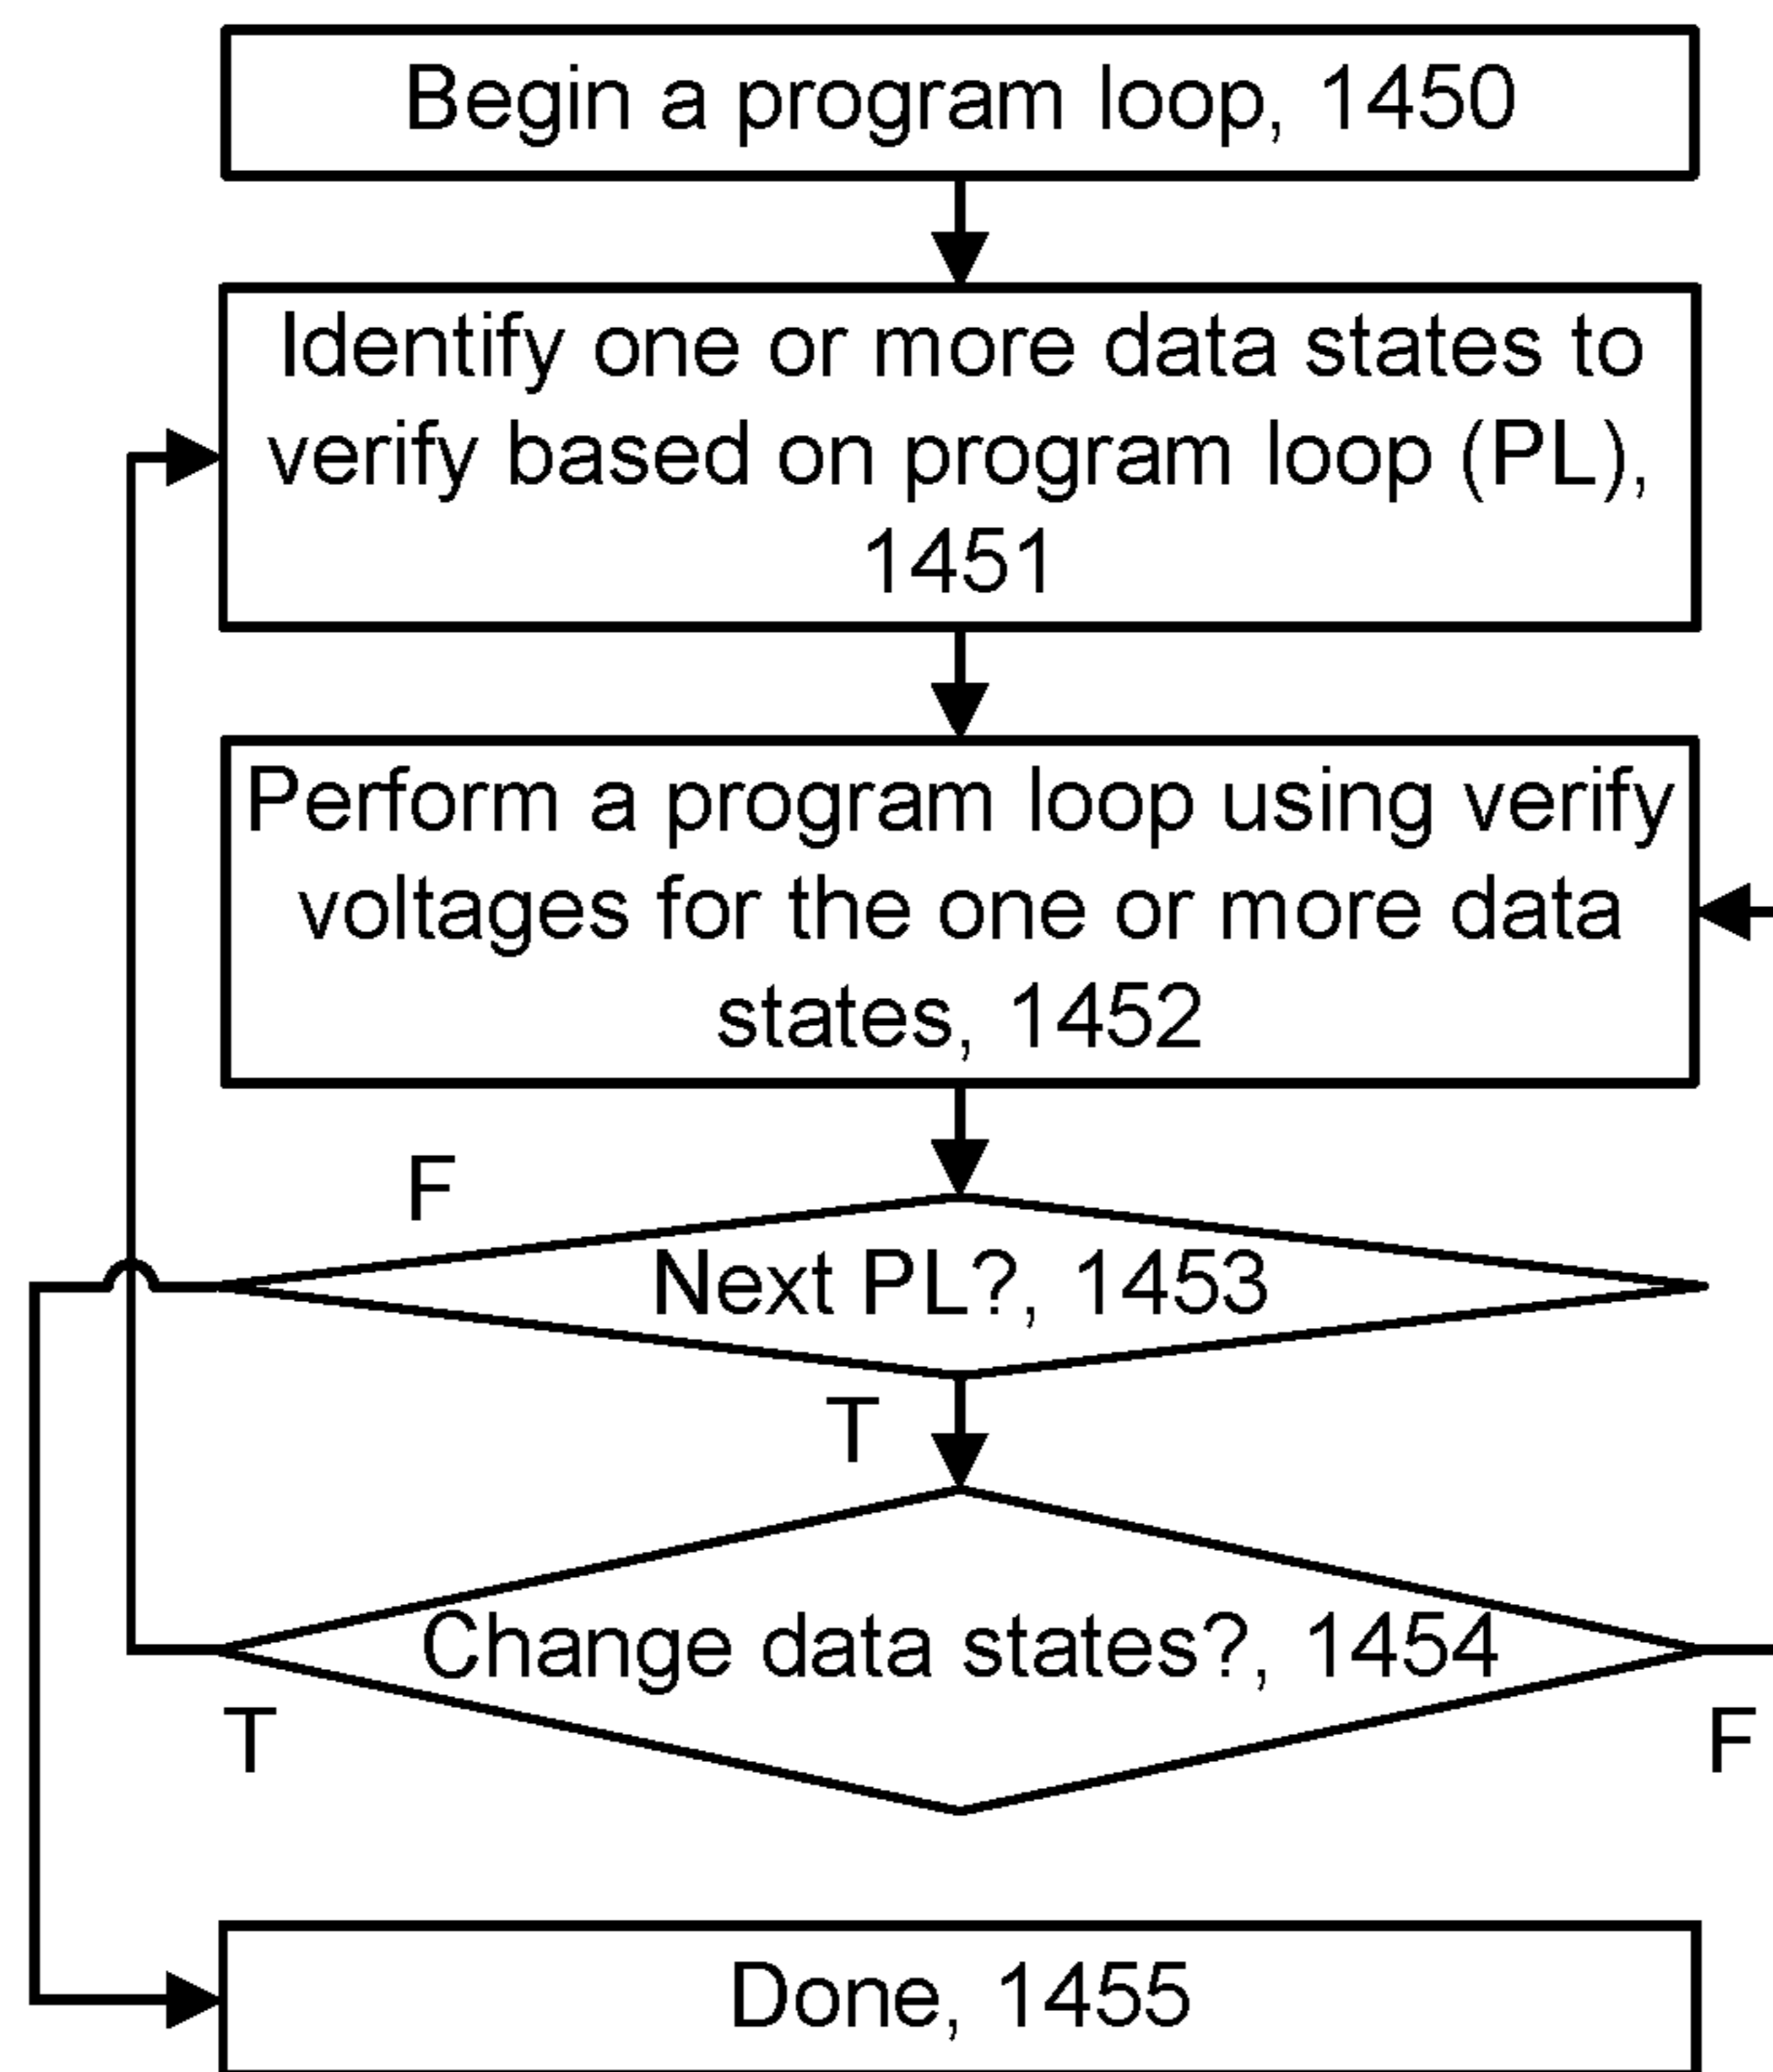 Begin a program loop, 1450
Identify one or more data states to
verify based on program loop (PL),
1451
Perform a program loop using verify
voltages for the one or more data
states, 1452
F
Next PL?, 1453
T
Change data states?, 1454
T
F
Done, 1455